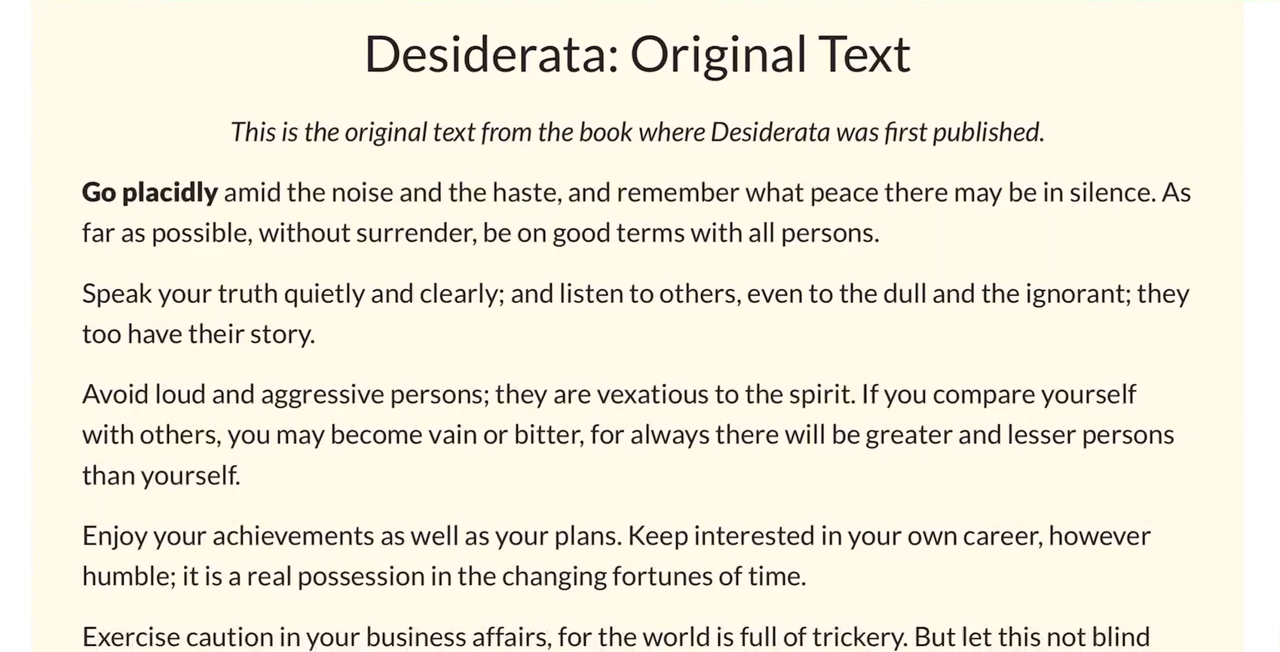 Desiderata: Original Text
This is the original text from the book where Desiderata was first published.
Go placidly amid the noise and the haste, and remember what peace there may be in silence. As
far as possible, without surrender, be on good terms with all persons.
Speak your truth quietly and clearly; and listen to others, even to the dull and the ignorant; they
too have their story.
Avoid loud and aggressive persons; they are vexatious to the spirit. If you compare yourself
with others, you may become vain or bitter, for always there will be greater and lesser persons
than yourself.
Enjoy your achievements as well as your plans. Keep interested in your own career, however
humble; it is a real possession in the changing fortunes of time.
Exercise caution in your business affairs, for the world is full of trickery. But let this not blind